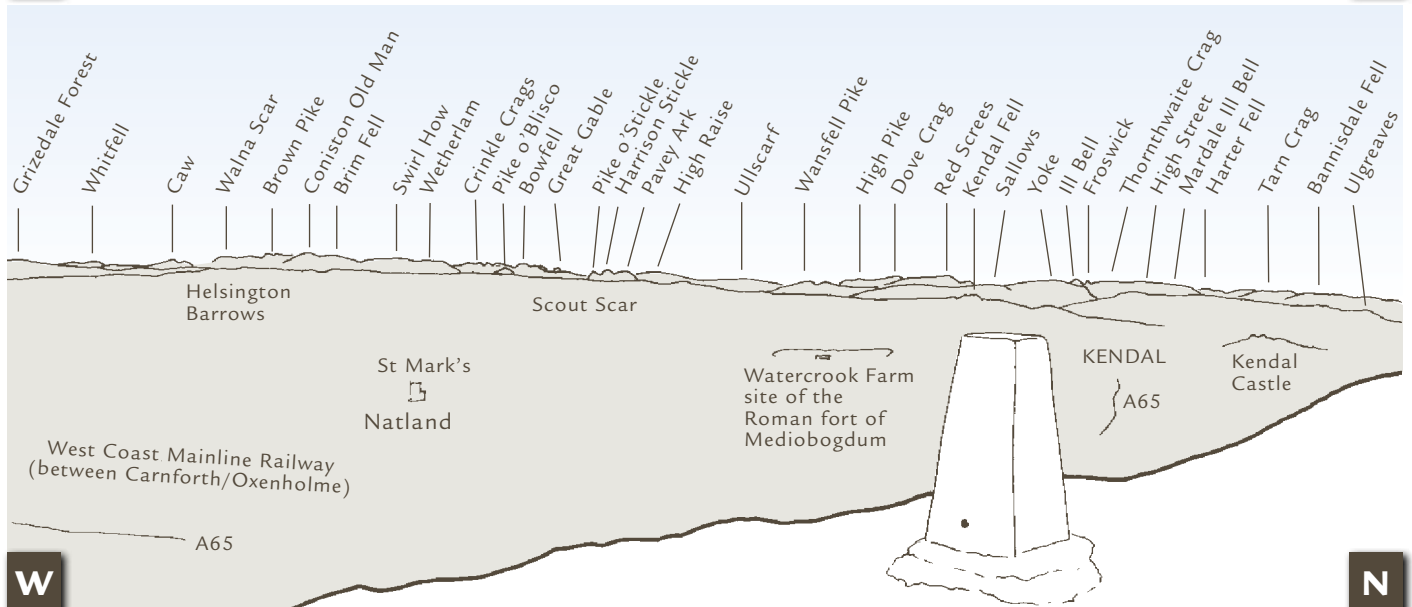 Grizedale Forest
Whitfell
Caw
Walna Scar
Brown Pike
Coniston Old Man
Brim Fell
Swirl How
Wetherlam
Crinkle Crags
Pike o'Blisco
Bowfell
Great Gable
Pike o'Stickle
Harrison Stickle
Pavey Ark
High Raise
Ullscarf
Wansfell Pike
High Pike
Dove Crag
Red Screes
Kendal Fell
Sallows
Yoke
Ill Bell
Froswick
Thornthwaite Crag
High Street
Mardale Ill Bell
Harter Fell
Tarn Crag
Bannisdale Fell
Ulgreaves
Helsington
Barrows
Scout Scar
St Mark's
Natland
Watercrook Farm
site of the
Roman fort of
Mediobogdum
KENDAL
A65
Kendal
Castle
West Coast Mainline Railway
(between Carnforth/Oxenholme)
A65
W
N